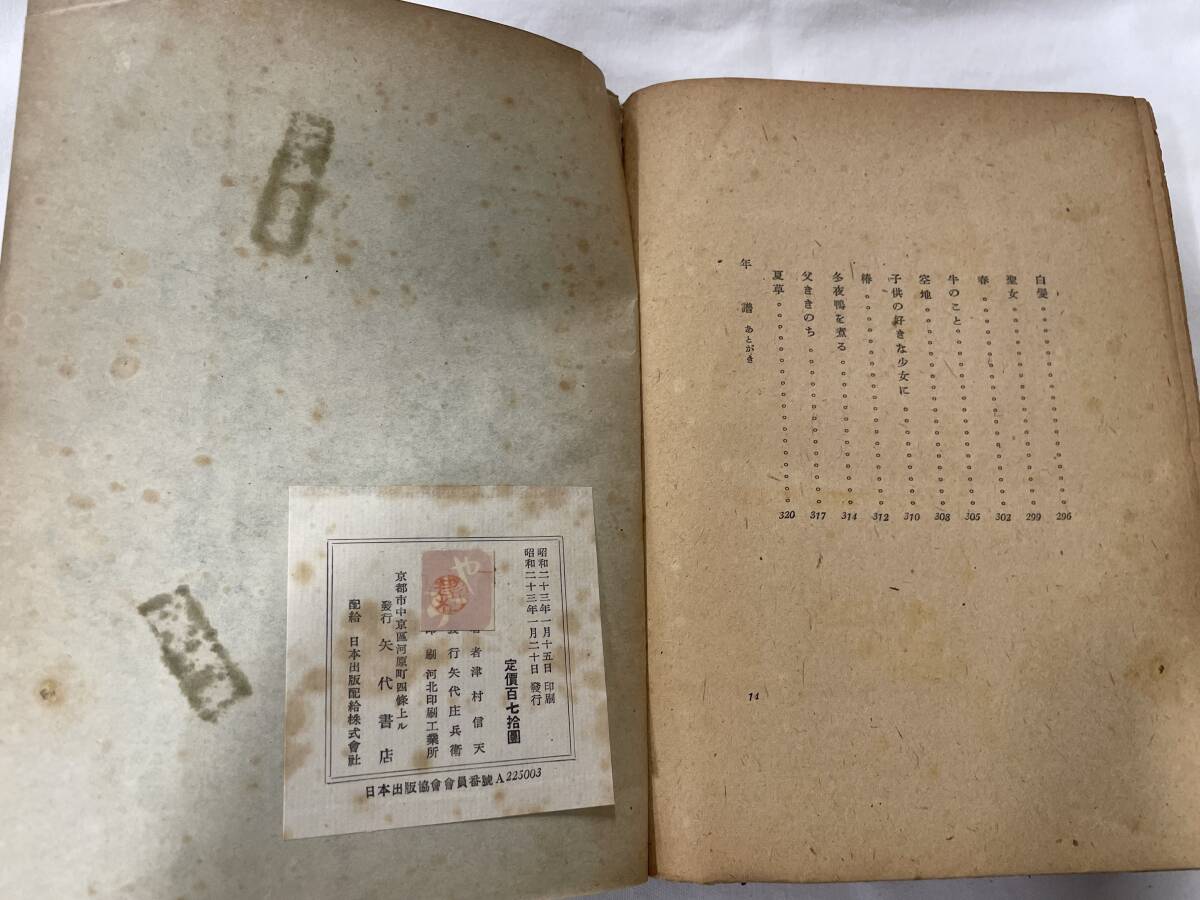 白髮 296
聖女 299
春 302
牛のこと 305
空地 308
子供の好きな少女に 310
椿 312
冬夜鴨を煮る 314
父ききのち 317
夏草 320
年譜 あとがき
14
昭和二十三年一月十五日 印刷
昭和二十三年一月二十日 發行
定價百七拾圓
著者 津村信夫
發行 矢代庄兵衛
印刷 河北印刷工業所
京都市中京區河原町四條上ル
發行 矢代書店
配給 日本出版配給株式會社
日本出版協會會員番號A225003